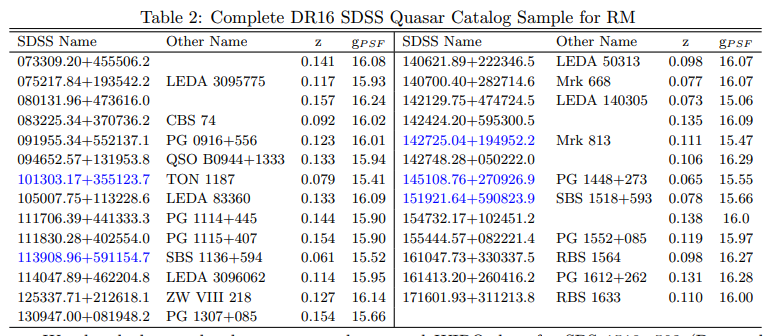 Table 2: Complete DR16 SDSS Quasar Catalog Sample for RM
SDSS Name Other Name z gPSF SDSS Name Other Name z gPSF
073309.20+455506.2 0.141 16.08 140621.89+222346.5 LEDA 50313 0.098 16.07
075217.84+193542.2 LEDA 3095775 0.117 15.93 140700.40+282714.6 Mrk 668 0.077 16.07
080131.96+473616.0 0.157 16.24 142129.75+474724.5 LEDA 140305 0.073 15.06
083225.34+370736.2 CBS 74 0.092 16.02 142424.20+595300.5 0.135 16.09
091955.34+552137.1 PG 0916+556 0.123 16.01 142725.04+194952.2 Mrk 813 0.111 15.47
094652.57+131953.8 QSO B0944+1333 0.133 15.94 142748.28+050222.0 0.106 16.29
101303.17+355123.7 TON 1187 0.079 15.41 145108.76+270926.9 PG 1448+273 0.065 15.55
105007.75+113228.6 LEDA 83360 0.133 16.09 151921.64+590823.9 SBS 1518+593 0.078 15.66
111706.39+441333.3 PG 1114+445 0.144 15.90 154732.17+102451.2 0.138 16.0
111830.28+402554.0 PG 1115+407 0.154 15.90 155444.57+082221.4 PG 1552+085 0.119 15.97
113908.96+591154.7 SBS 1136+594 0.061 15.52 161047.73+330337.5 RBS 1564 0.098 16.27
114047.89+462204.8 LEDA 3096062 0.114 15.95 161413.20+260416.2 PG 1612+262 0.131 16.28
125337.71+212618.1 ZW VIII 218 0.127 16.14 171601.93+311213.8 RBS 1633 0.110 16.00
130947.00+081948.2 PG 1307+085 0.154 15.66